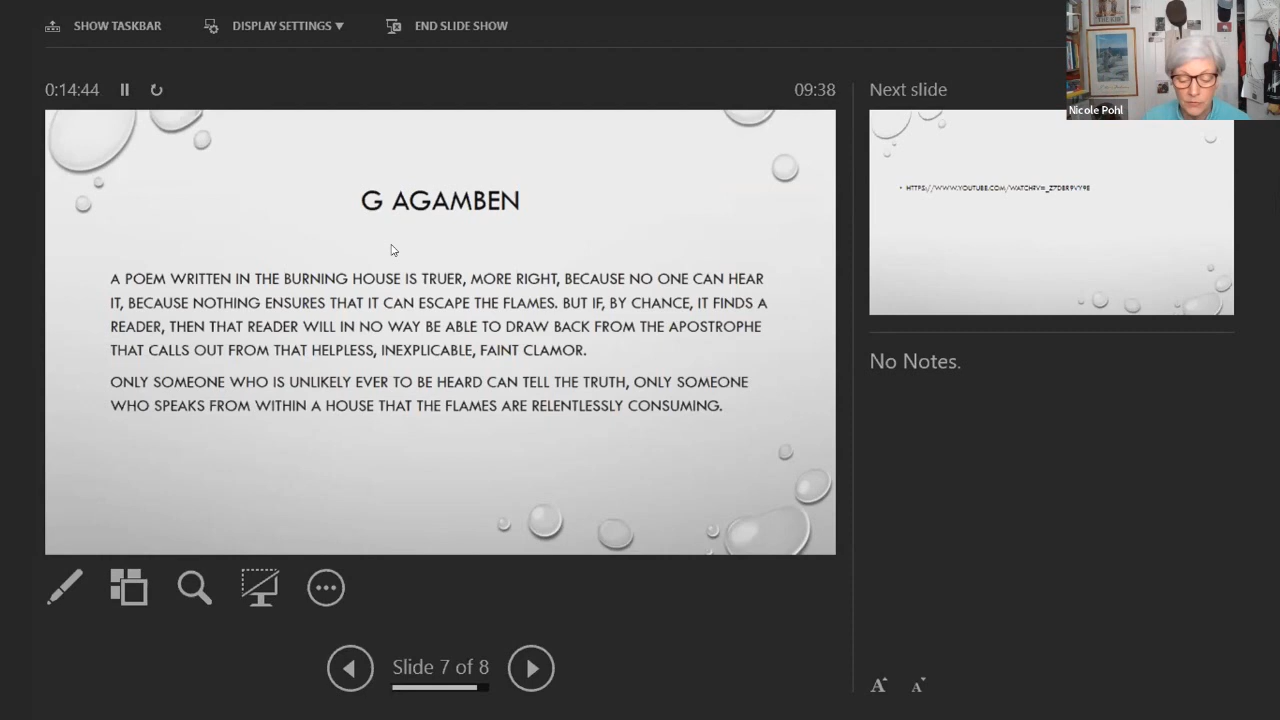 SHOW TASKBAR
DISPLAY SETTINGS
END SLIDE SHOW
Nicole Pohl
0:14:44
09:38
Next slide
G AGAMBEN
A POEM WRITTEN IN THE BURNING HOUSE IS TRUER, MORE RIGHT, BECAUSE NO ONE CAN HEAR
IT, BECAUSE NOTHING ENSURES THAT IT CAN ESCAPE THE FLAMES. BUT IF, BY CHANCE, IT FINDS A
READER, THEN THAT READER WILL IN NO WAY BE ABLE TO DRAW BACK FROM THE APOSTROPHE
THAT CALLS OUT FROM THAT HELPLESS, INEXPLICABLE, FAINT CLAMOR.
ONLY SOMEONE WHO IS UNLIKELY EVER TO BE HEARD CAN TELL THE TRUTH, ONLY SOMEONE
WHO SPEAKS FROM WITHIN A HOUSE THAT THE FLAMES ARE RELENTLESSLY CONSUMING.
No Notes.
Slide 7 of 8
A A